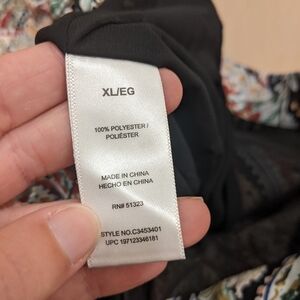 XL/EG
100% POLYESTER /
POLIÉSTER
MADE IN CHINA
HECHO EN CHINA
RN# 51323
STYLE NO.C3453401
UPC 197123346181